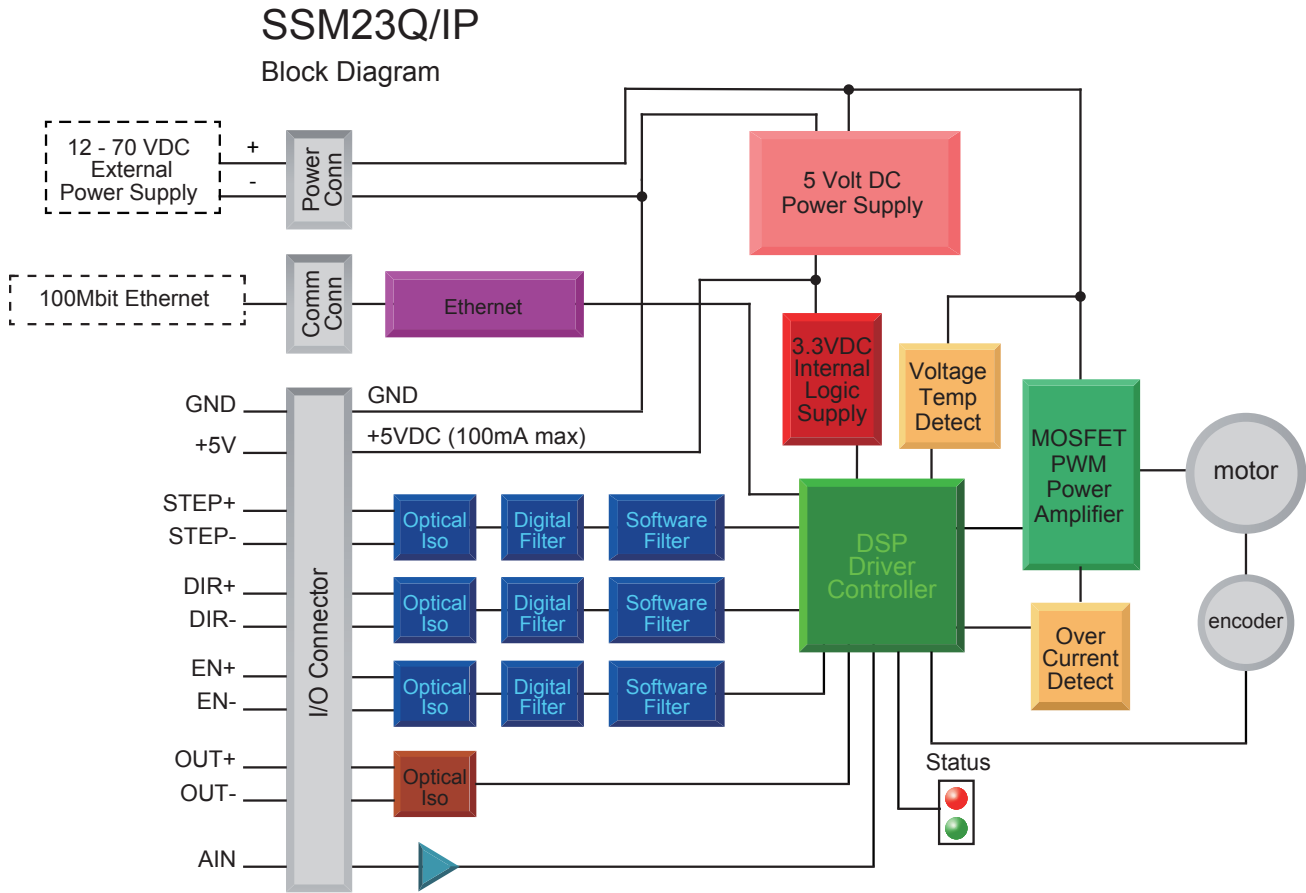 SSM23Q/IP
Block Diagram
12 - 70 VDC
External
Power Supply
+
-
Power
Conn
5 Volt DC
Power Supply
100Mbit Ethernet
Comm
Conn
Ethernet
3.3VDC
Internal
Logic
Supply
Voltage
Temp
Detect
MOSFET
PWM
Power
Amplifier
motor
encoder
GND
GND
+5V
+5VDC (100mA max)
I/O Connector
STEP+
STEP-
Optical
Iso
Digital
Filter
Software
Filter
DSP
Driver
Controller
DIR+
DIR-
Optical
Iso
Digital
Filter
Software
Filter
Over
Current
Detect
EN+
EN-
Optical
Iso
Digital
Filter
Software
Filter
OUT+
OUT-
Optical
Iso
Status
AIN